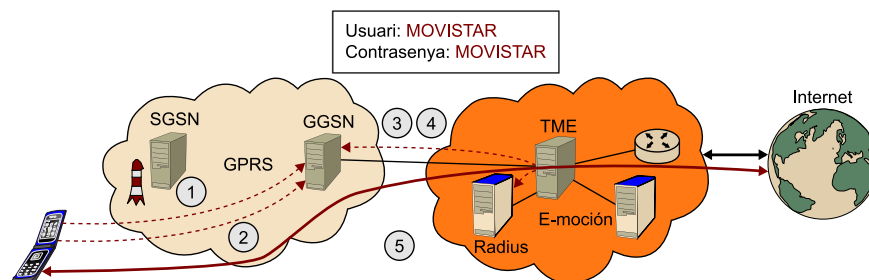 Usuari: MOVISTAR
Contrasenya: MOVISTAR
Internet
SGSN
GGSN
3
4
TME
GPRS
1
2
5
Radius
E-moción